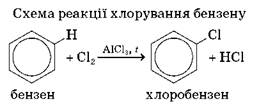 Схема реакції хлорування бензену
H
Cl
+ Cl₂
AlCl₃, t
+ HCl
бензен
хлоробензен